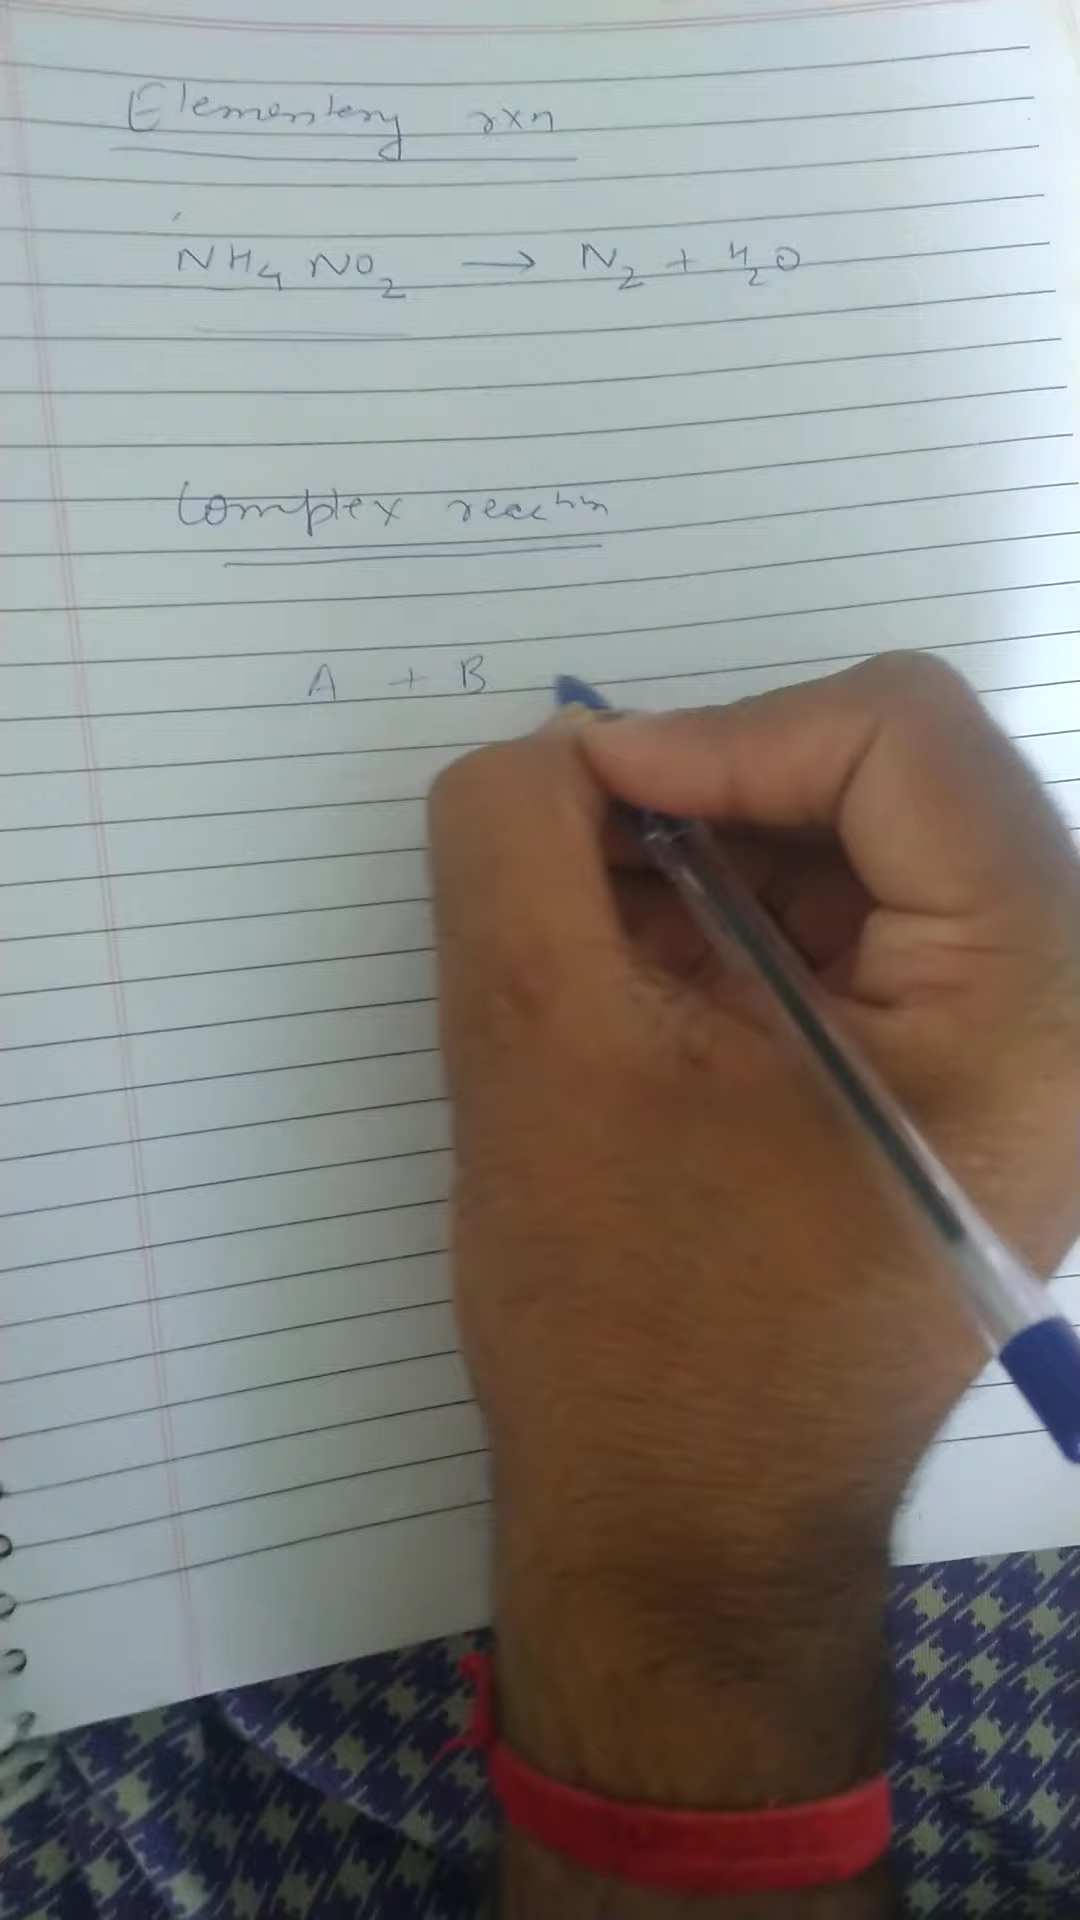 Elementary rxn
NH4 NO2 → N2 + H2O
Complex reaction
A + B